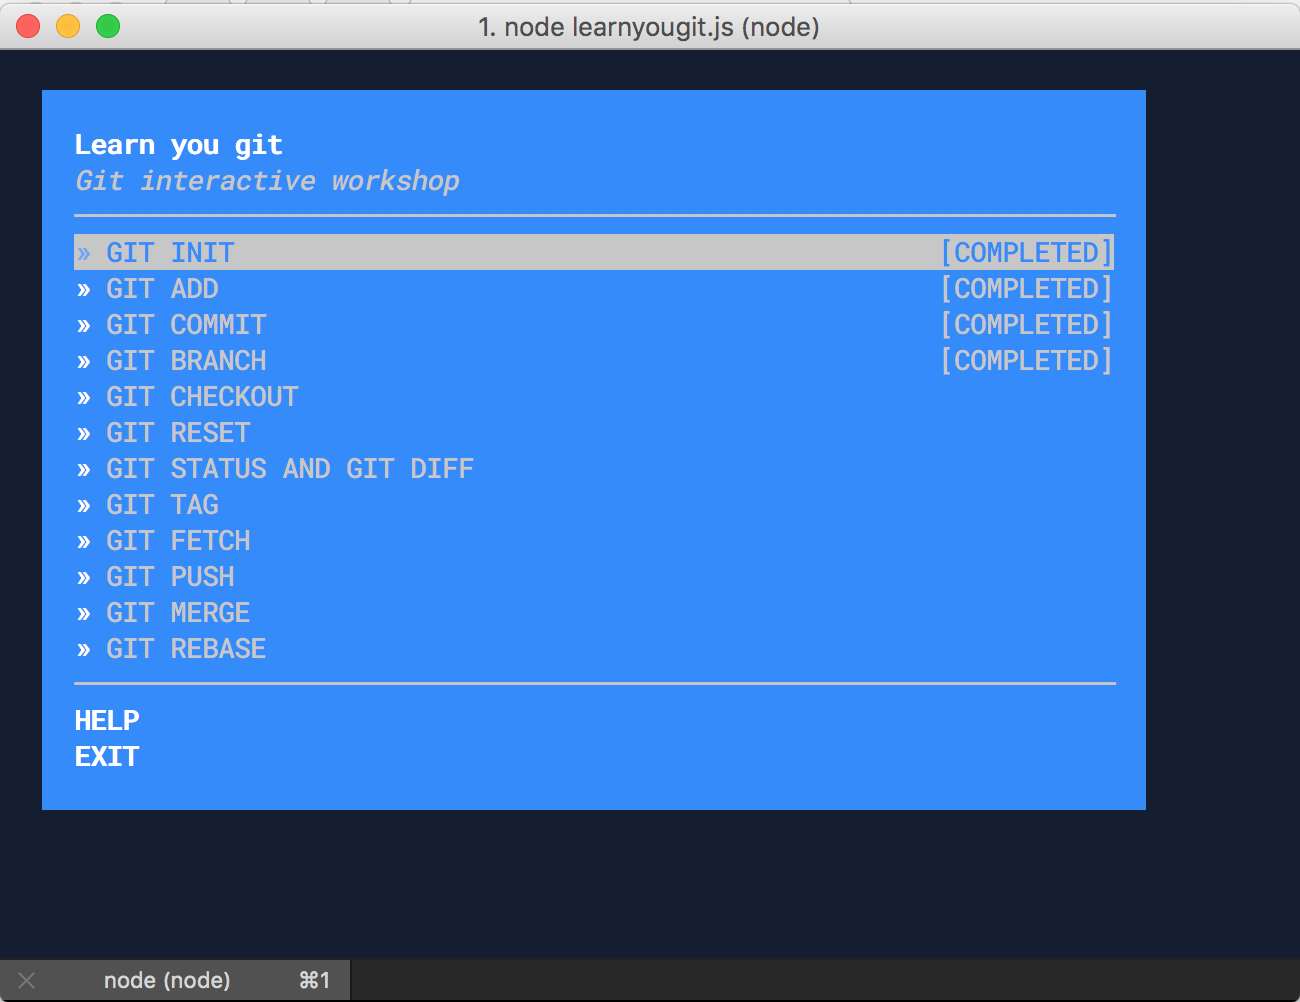 1. node learnyougit.js (node)
Learn you git
Git interactive workshop
» GIT INIT [COMPLETED]
» GIT ADD [COMPLETED]
» GIT COMMIT [COMPLETED]
» GIT BRANCH [COMPLETED]
» GIT CHECKOUT
» GIT RESET
» GIT STATUS AND GIT DIFF
» GIT TAG
» GIT FETCH
» GIT PUSH
» GIT MERGE
» GIT REBASE
HELP
EXIT
node (node) ⌘1